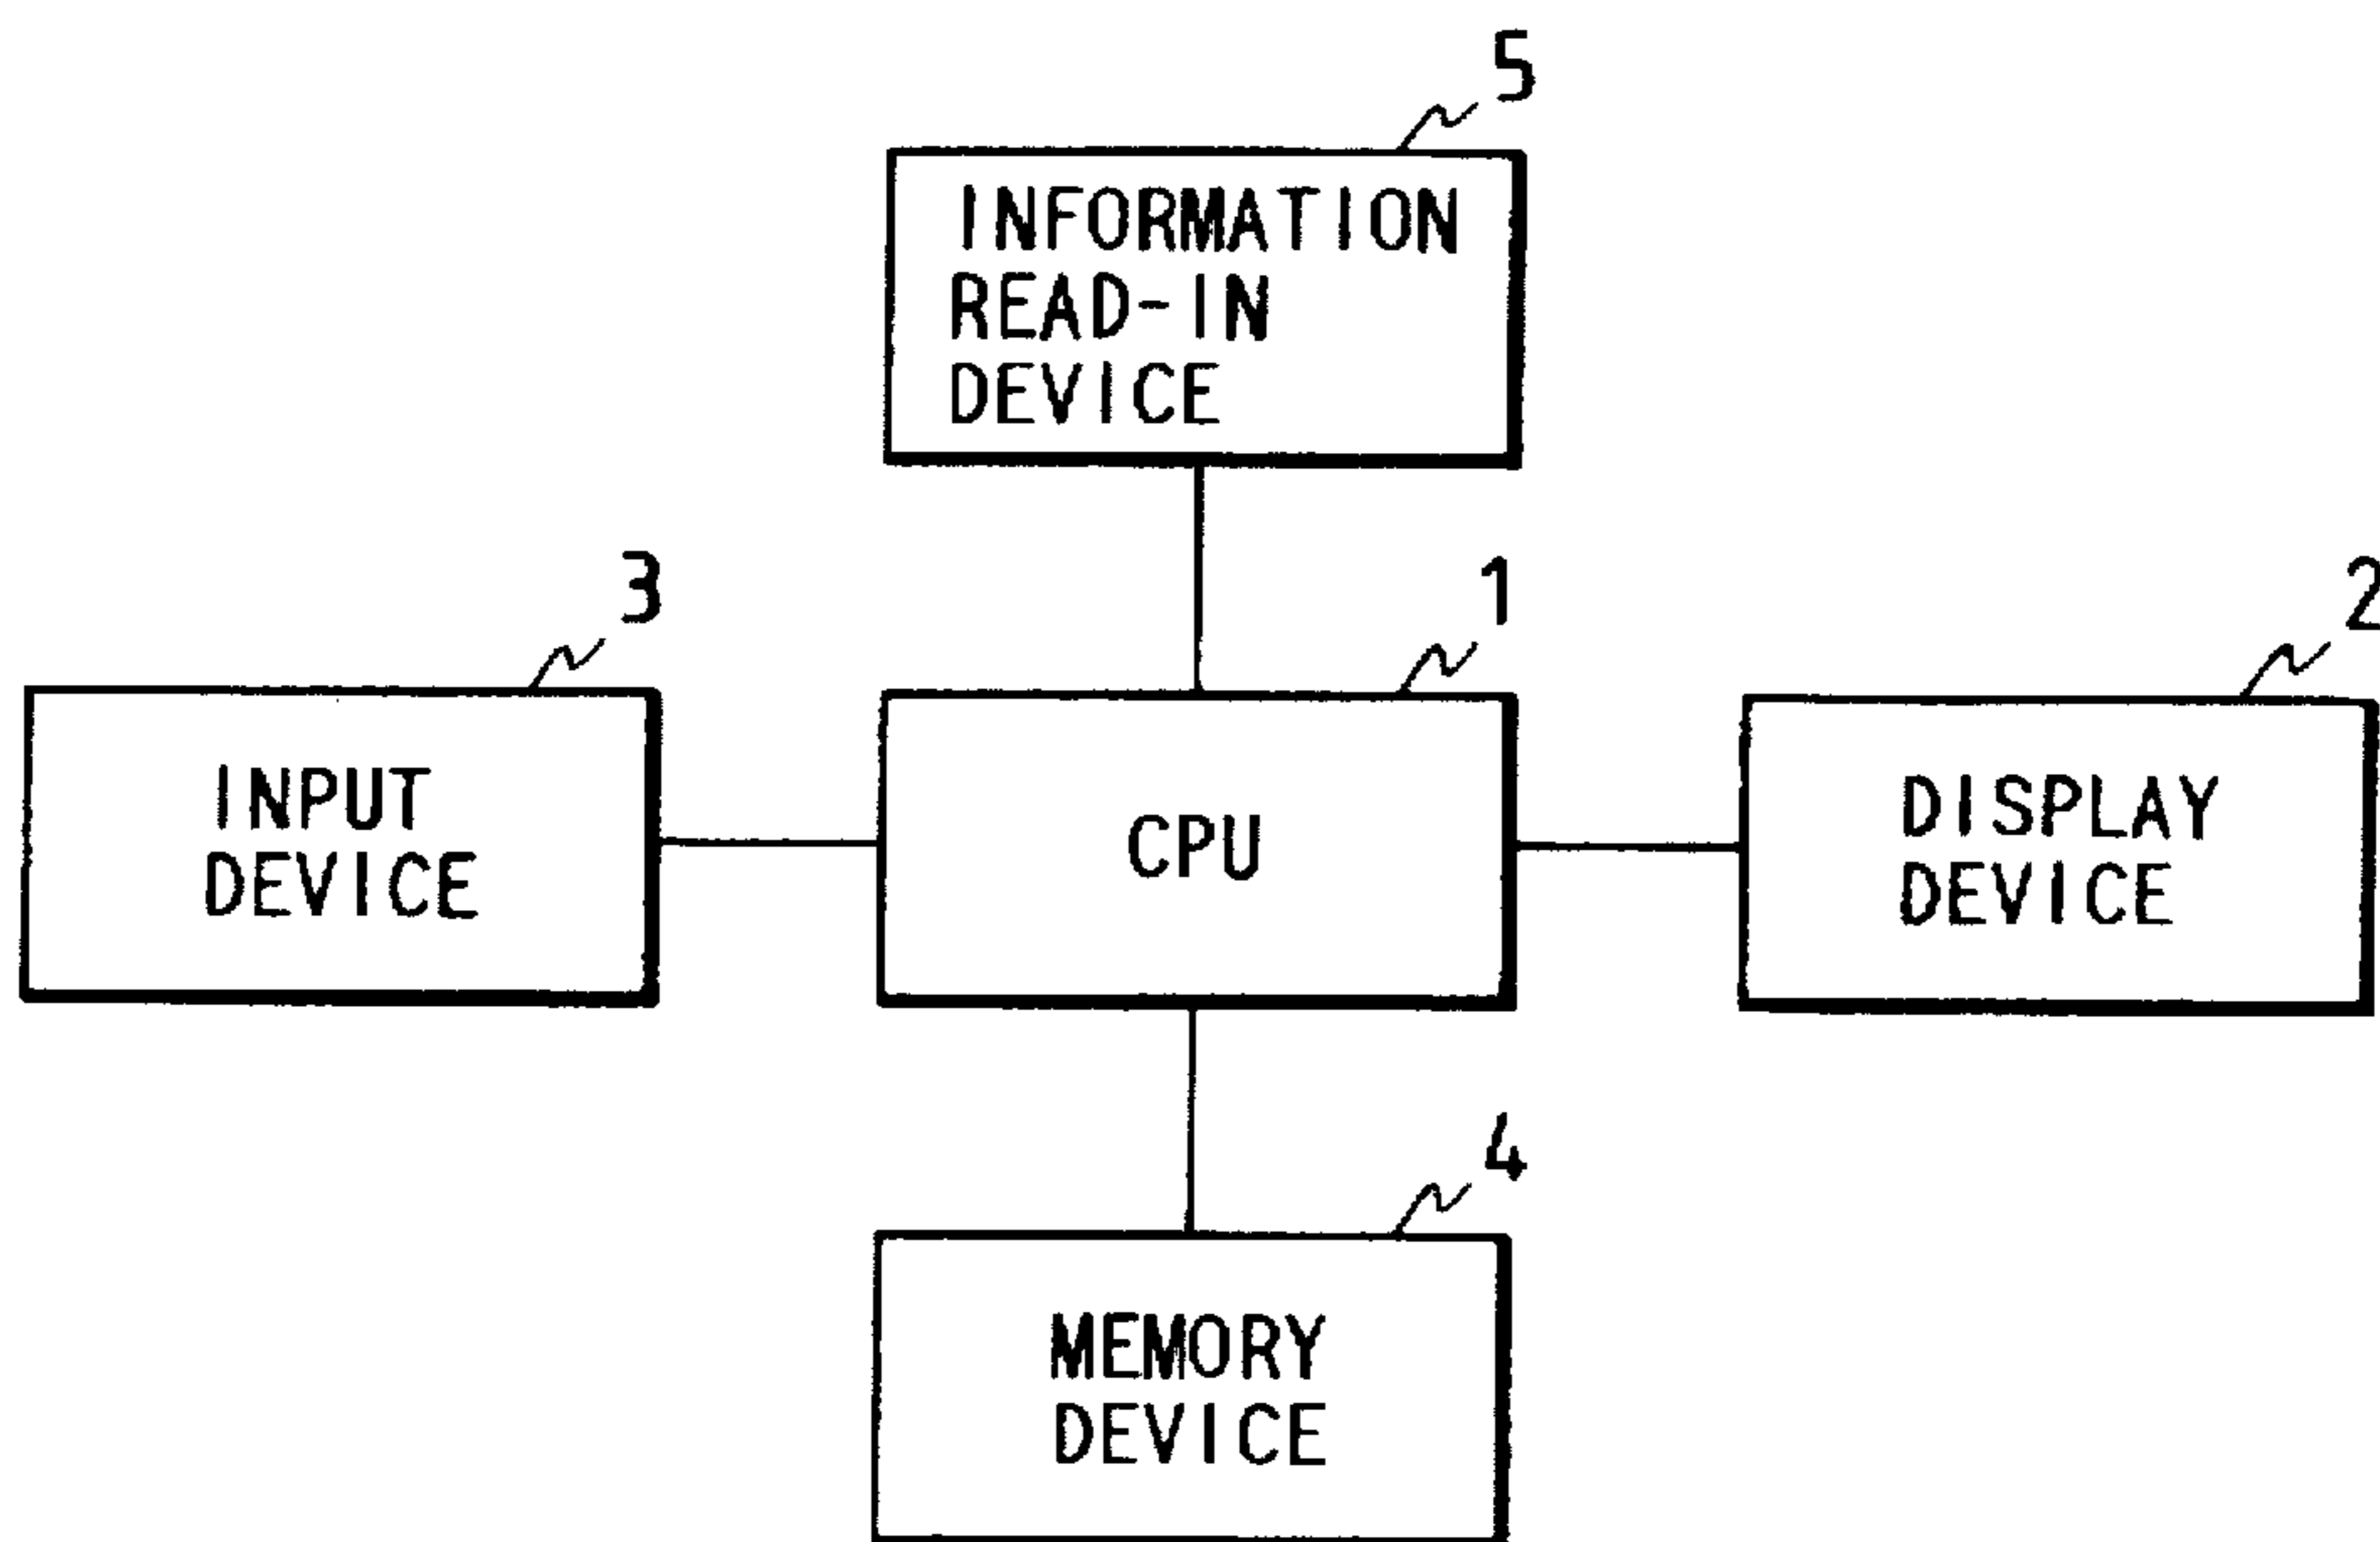 5
INFORMATION
READ-IN
DEVICE
3
1
2
INPUT
DEVICE
CPU
DISPLAY
DEVICE
4
MEMORY
DEVICE